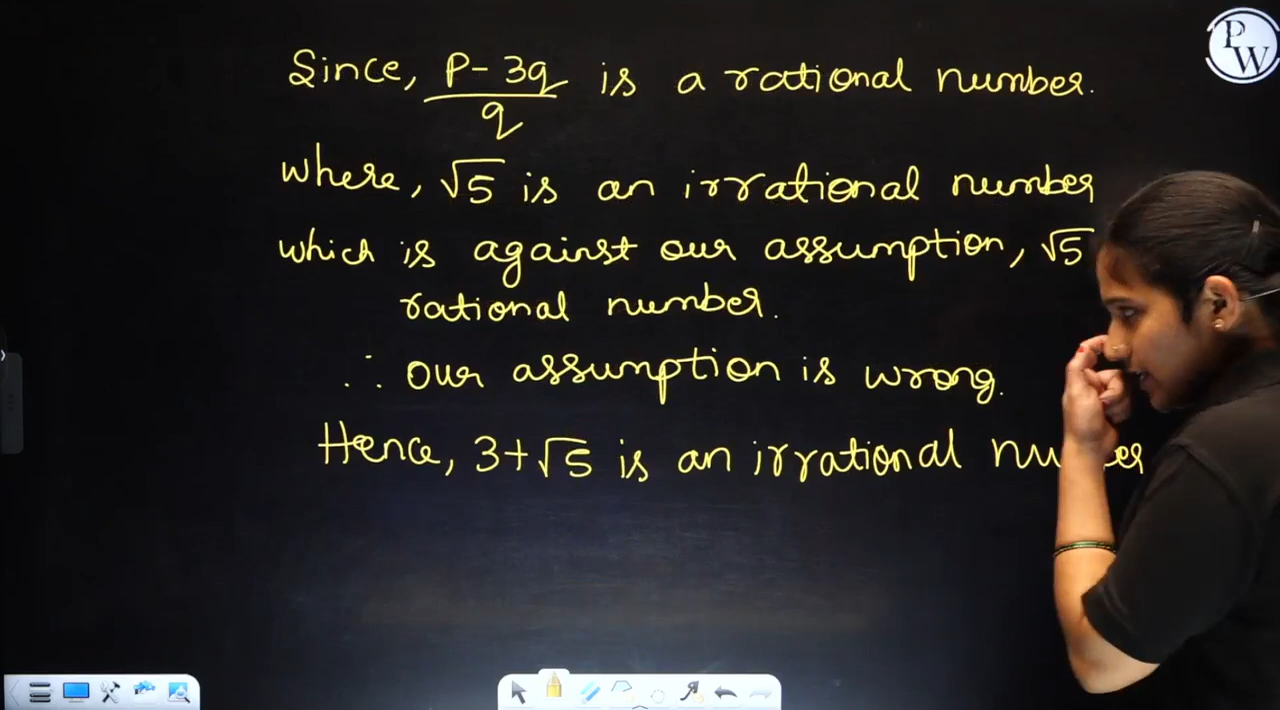 PW
Since, P - 3q / q is a rational number.
where, √5 is an irrational number
which is against our assumption, √5
rational number.
∴ our assumption is wrong.
Hence, 3+√5 is an irrational